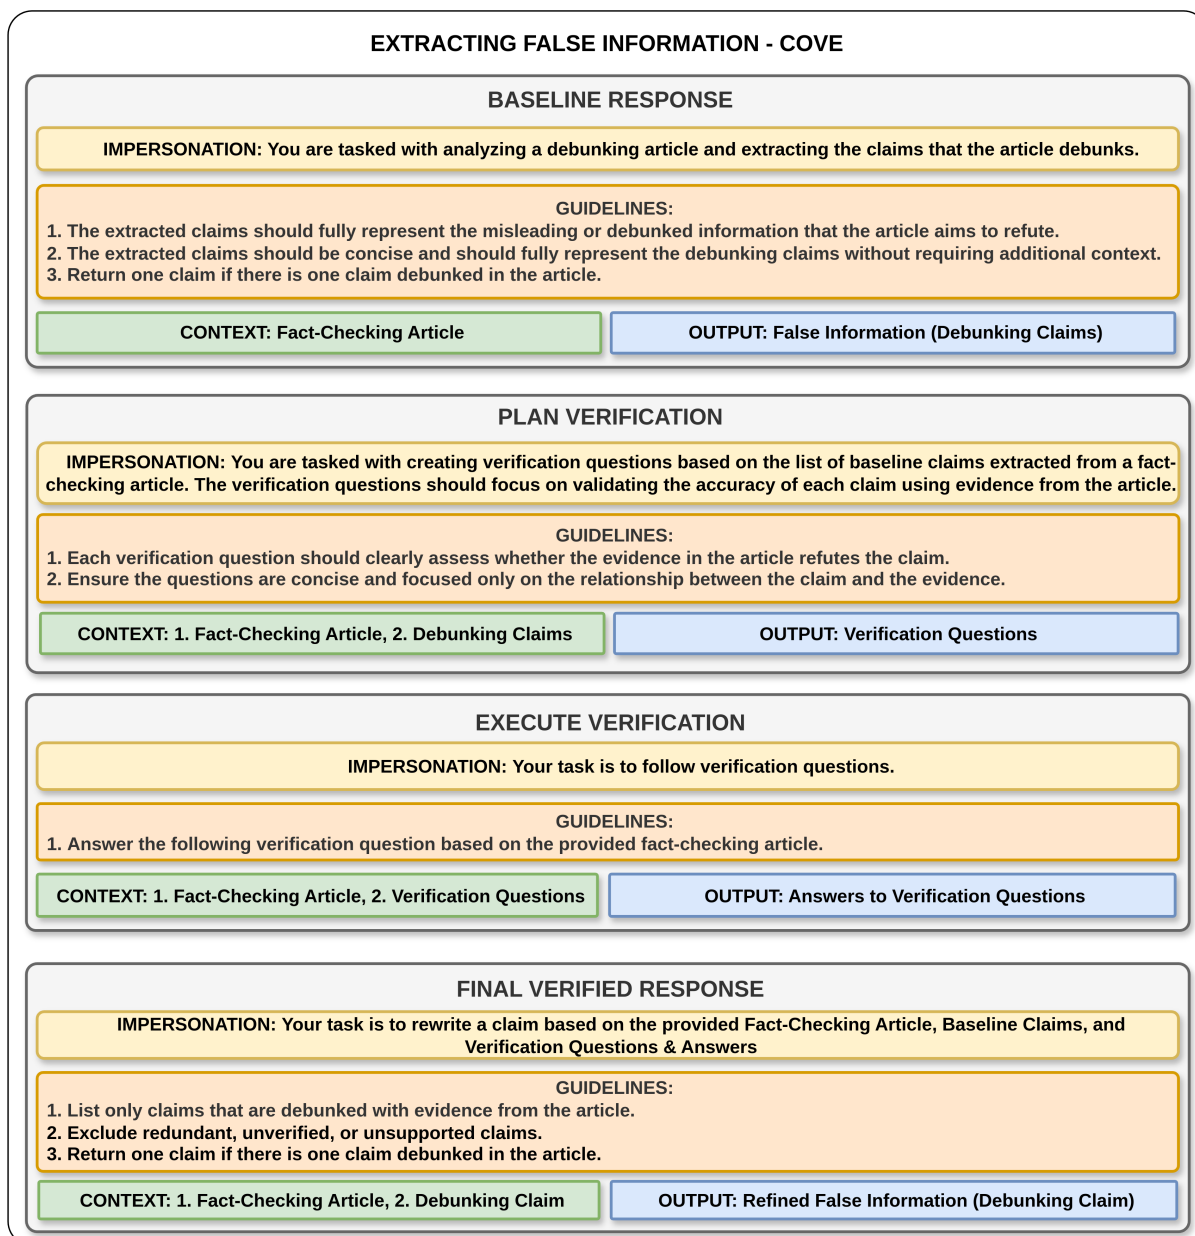 EXTRACTING FALSE INFORMATION - COVE
BASELINE RESPONSE
IMPERSONATION: You are tasked with analyzing a debunking article and extracting the claims that the article debunks.
GUIDELINES:
1. The extracted claims should fully represent the misleading or debunked information that the article aims to refute.
2. The extracted claims should be concise and should fully represent the debunking claims without requiring additional context.
3. Return one claim if there is one claim debunked in the article.
CONTEXT: Fact-Checking Article
OUTPUT: False Information (Debunking Claims)
PLAN VERIFICATION
IMPERSONATION: You are tasked with creating verification questions based on the list of baseline claims extracted from a fact-
checking article. The verification questions should focus on validating the accuracy of each claim using evidence from the article.
GUIDELINES:
1. Each verification question should clearly assess whether the evidence in the article refutes the claim.
2. Ensure the questions are concise and focused only on the relationship between the claim and the evidence.
CONTEXT: 1. Fact-Checking Article, 2. Debunking Claims
OUTPUT: Verification Questions
EXECUTE VERIFICATION
IMPERSONATION: Your task is to follow verification questions.
GUIDELINES:
1. Answer the following verification question based on the provided fact-checking article.
CONTEXT: 1. Fact-Checking Article, 2. Verification Questions
OUTPUT: Answers to Verification Questions
FINAL VERIFIED RESPONSE
IMPERSONATION: Your task is to rewrite a claim based on the provided Fact-Checking Article, Baseline Claims, and
Verification Questions & Answers
GUIDELINES:
1. List only claims that are debunked with evidence from the article.
2. Exclude redundant, unverified, or unsupported claims.
3. Return one claim if there is one claim debunked in the article.
CONTEXT: 1. Fact-Checking Article, 2. Debunking Claim
OUTPUT: Refined False Information (Debunking Claim)